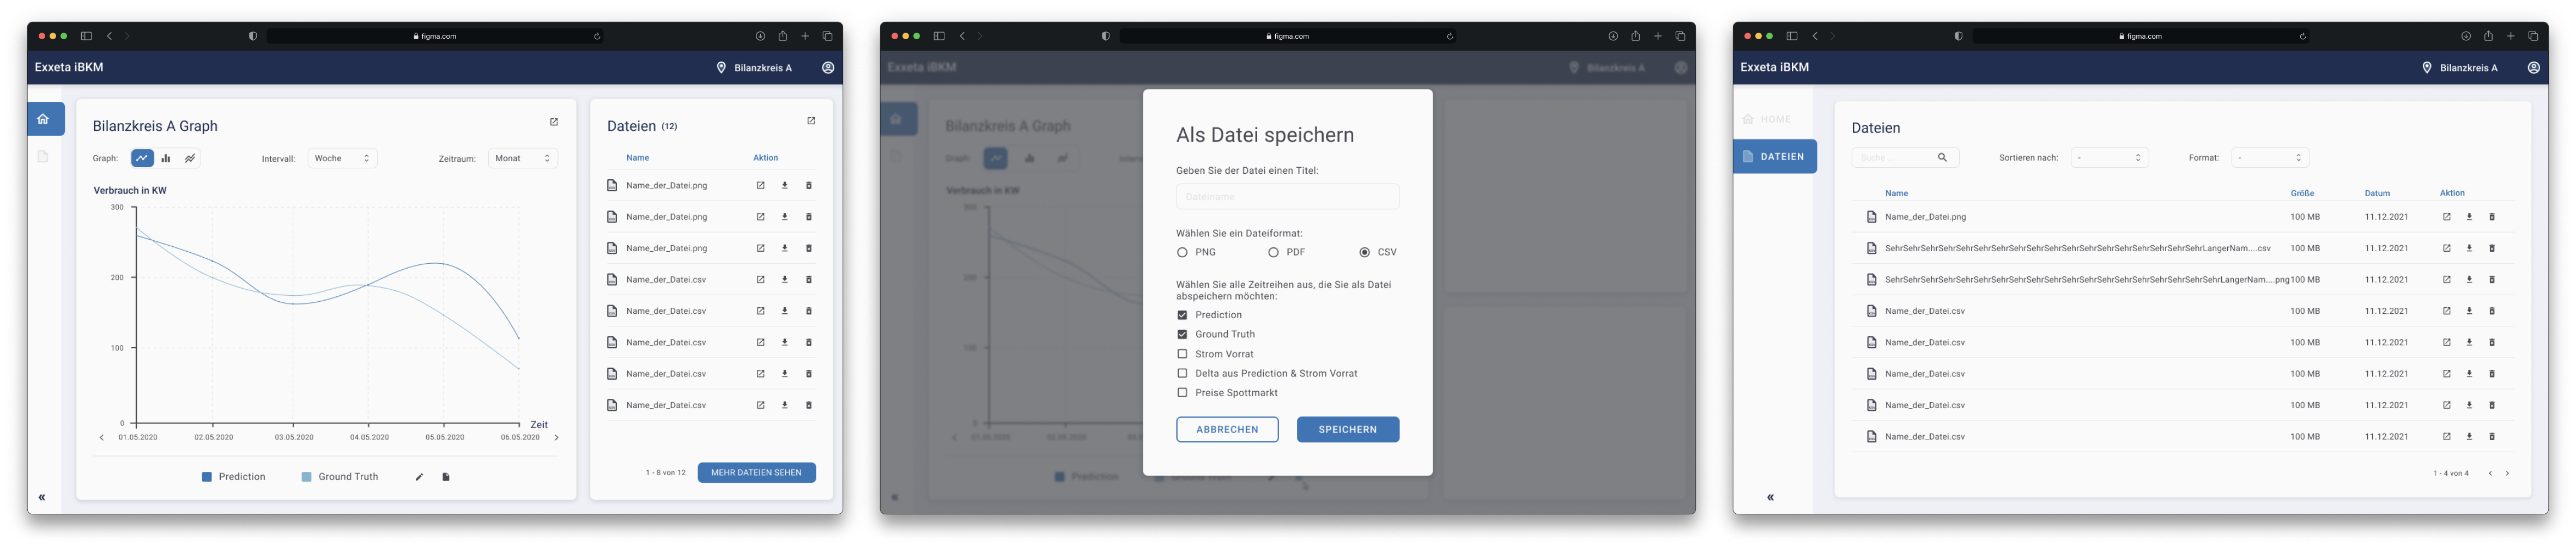 figma.com
Exxeta iBKM
Bilanzkreis A
Bilanzkreis A Graph
Graph:
Intervall:
Woche
Zeitraum:
Monat
Verbrauch in KW
300
200
100
0
Zeit
01.05.2020
02.05.2020
03.05.2020
04.05.2020
05.05.2020
06.05.2020
Prediction
Ground Truth
Dateien (12)
Name Aktion
Name_der_Datei.png
Name_der_Datei.png
Name_der_Datei.png
Name_der_Datei.csv
Name_der_Datei.csv
Name_der_Datei.csv
Name_der_Datei.csv
Name_der_Datei.csv
1 - 8 von 12
MEHR DATEIEN SEHEN
figma.com
Exxeta iBKM
Bilanzkreis A
Bilanzkreis A Graph
Graph:
Verbrauch in KW
Prediction
Als Datei speichern
Geben Sie der Datei einen Titel:
Dateiname
Wählen Sie ein Dateiformat:
PNG
PDF
CSV
Wählen Sie alle Zeitreihen aus, die Sie als Datei
abspeichern möchten:
Prediction
Ground Truth
Strom Vorrat
Delta aus Prediction & Strom Vorrat
Preise Spottmarkt
ABBRECHEN
SPEICHERN
figma.com
Exxeta iBKM
Bilanzkreis A
HOME
DATEIEN
Dateien
Suche ...
Sortieren nach:
-
Format:
-
Name Größe Datum Aktion
Name_der_Datei.png 100 MB 11.12.2021
SehrSehrSehrSehrSehrSehrSehrSehrSehrSehrSehrSehrSehrSehrSehrSehrSehrSehrLangerNam....csv 100 MB 11.12.2021
100 MB 11.12.2021
Name_der_Datei.csv 100 MB 11.12.2021
Name_der_Datei.csv 100 MB 11.12.2021
Name_der_Datei.csv 100 MB 11.12.2021
Name_der_Datei.csv 100 MB 11.12.2021
Name_der_Datei.csv 100 MB 11.12.2021
1 - 4 von 4